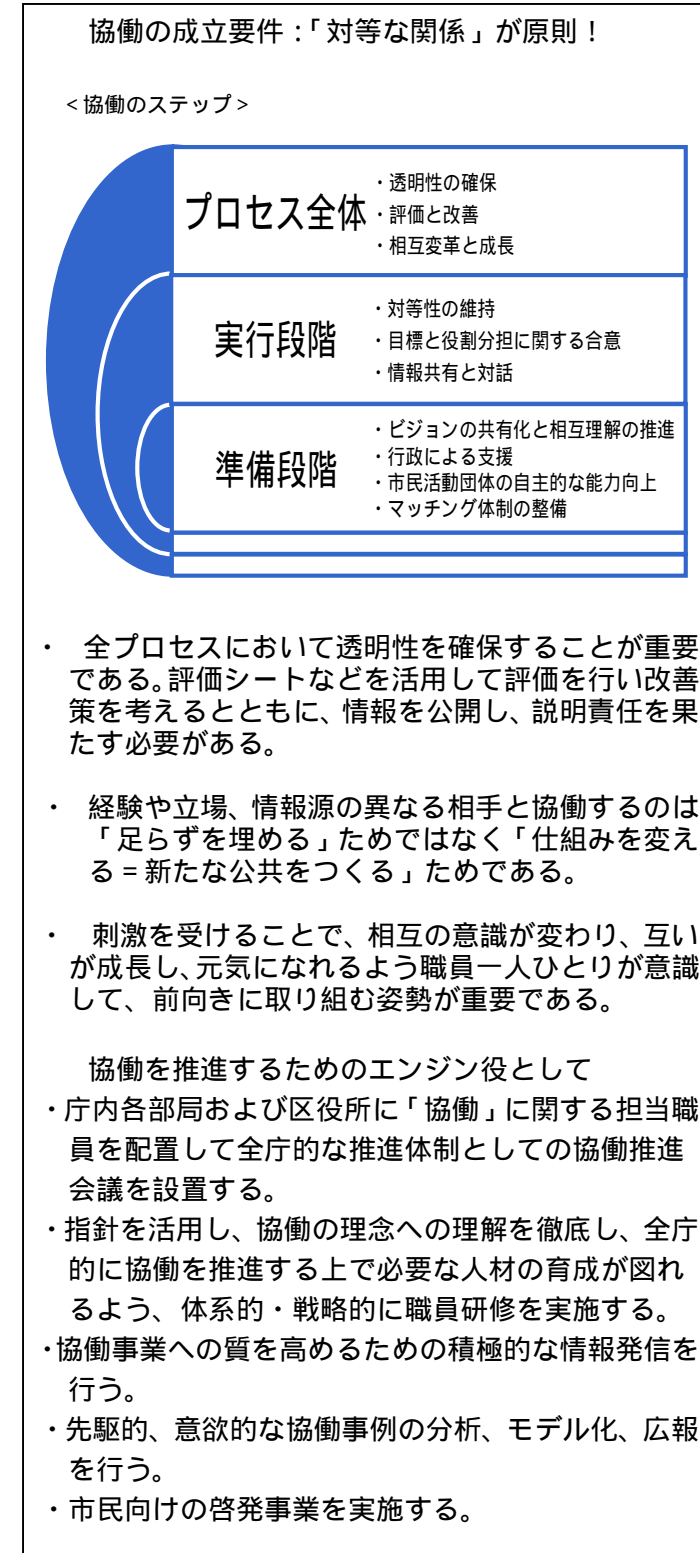 協働の成立要件：「対等な関係」が原則！
<協働のステップ>
プロセス全体
・透明性の確保
・評価と改善
・相互変革と成長
実行段階
・対等性の維持
・目標と役割分担に関する合意
・情報共有と対話
準備段階
・ビジョンの共有化と相互理解の推進
・行政による支援
・市民活動団体の自主的な能力向上
・マッチング体制の整備
・ 全プロセスにおいて透明性を確保することが重要
である。評価シートなどを活用して評価を行い改善
策を考えるとともに、情報を公開し、説明責任を果
たす必要がある。
・ 経験や立場、情報源の異なる相手と協働するのは
「足らずを埋める」ためではなく「仕組みを変え
る＝新たな公共をつくる」ためである。
・ 刺激を受けることで、相互の意識が変わり、互い
が成長し、元気になれるよう職員一人ひとりが意識
して、前向きに取り組む姿勢が重要である。
協働を推進するためのエンジン役として
・庁内各部局および区役所に「協働」に関する担当職
員を配置して全庁的な推進体制としての協働推進
会議を設置する。
・指針を活用し、協働の理念への理解を徹底し、全庁
的に協働を推進する上で必要な人材の育成が図れ
るよう、体系的・戦略的に職員研修を実施する。
・協働事業への質を高めるための積極的な情報発信を
行う。
・先駆的、意欲的な協働事例の分析、モデル化、広報
を行う。
・市民向けの啓発事業を実施する。